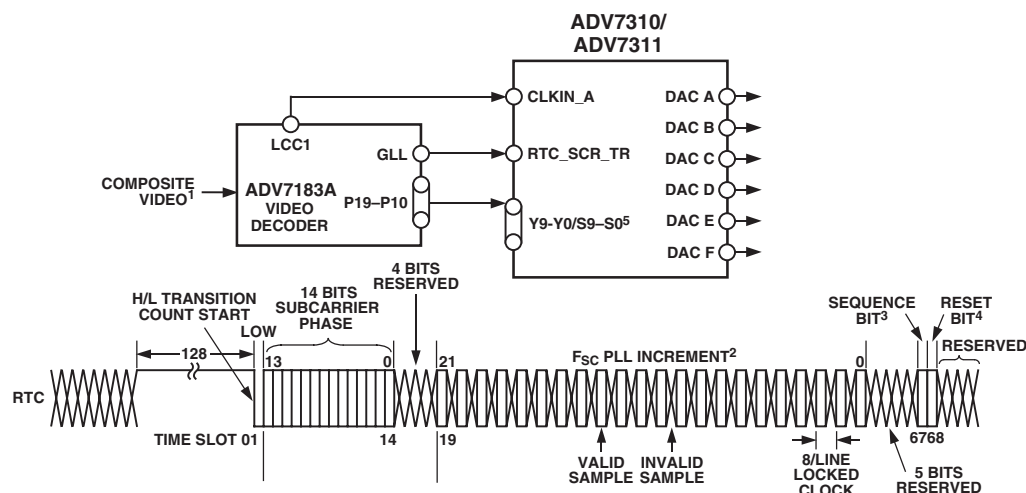 ADV7310/
ADV7311
CLKIN_A
DAC A
DAC B
LCC1
GLL
RTC_SCR_TR
DAC C
COMPOSITE
VIDEO1
ADV7183A
VIDEO
DECODER
P19–P10
DAC D
Y9-Y0/S9–S05
DAC E
DAC F
H/L TRANSITION
COUNT START
14 BITS
SUBCARRIER
PHASE
4 BITS
RESERVED
SEQUENCE
BIT3
RESET
BIT4
LOW
RESERVED
128
13
0
21
FSC PLL INCREMENT2
0
RTC
TIME SLOT 01
14
19
6768
VALID
SAMPLE
INVALID
SAMPLE
8/LINE
LOCKED
CLOCK
5 BITS
RESERVED